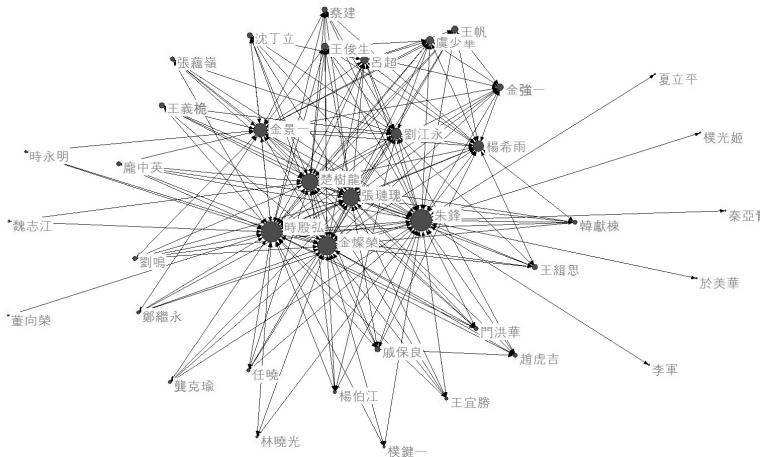 蔡建
王帆
沈丁立
虞少華
王俊生
呂超
張蘊嶺
夏立平
金強一
王義桅
金景一
劉江永
樸光姬
楊希雨
時永明
龐中英
楚樹龍
張璉瑰
朱鋒
秦亞青
魏志江
韓獻棟
時殷弘
金燦榮
劉鳴
王緝思
於美華
鄭繼永
董向榮
門洪華
戚保良
趙虎吉
李軍
任曉
龔克瑜
楊伯江
王宜勝
林曉光
樸鍵一